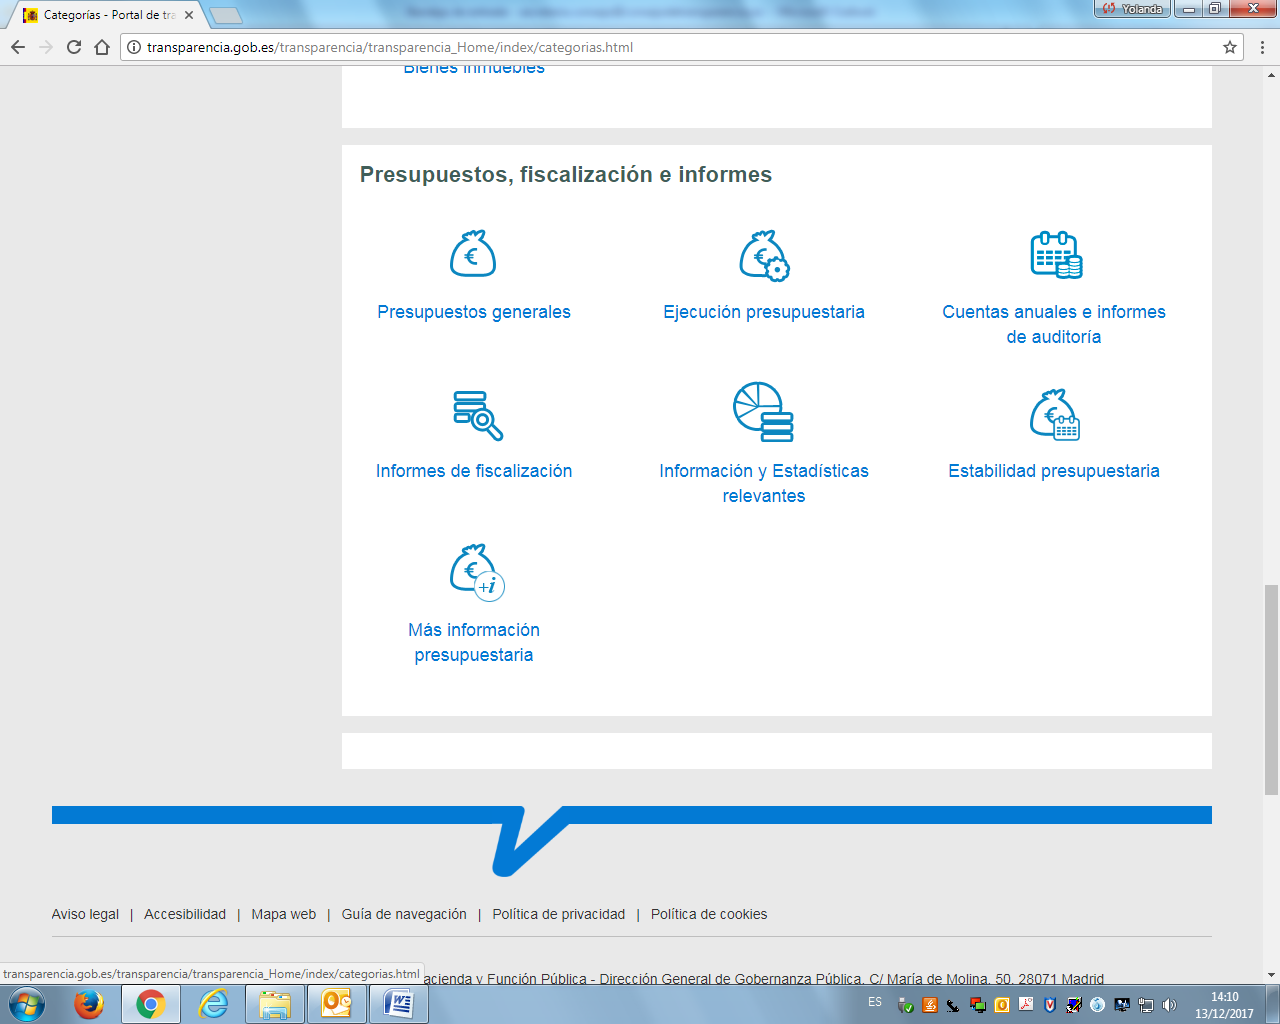 Categorías - Portal de tra
Yolanda
transparencia.gob.es/transparencia/transparencia_Home/index/categorias.html
Bienes inmuebles
Presupuestos, fiscalización e informes
Presupuestos generales
Ejecución presupuestaria
Cuentas anuales e informes
de auditoría
Informes de fiscalización
Información y Estadísticas
relevantes
Estabilidad presupuestaria
+i
Más información
presupuestaria
Aviso legal | Accesibilidad | Mapa web | Guía de navegación | Política de privacidad | Política de cookies
transparencia.gob.es/transparencia/transparencia_Home/index/categorias.html
acienda y Función Pública - Dirección General de Gobernanza Pública. C/ María de Molina, 50. 28071 Madrid
ES
14:10
13/12/2017